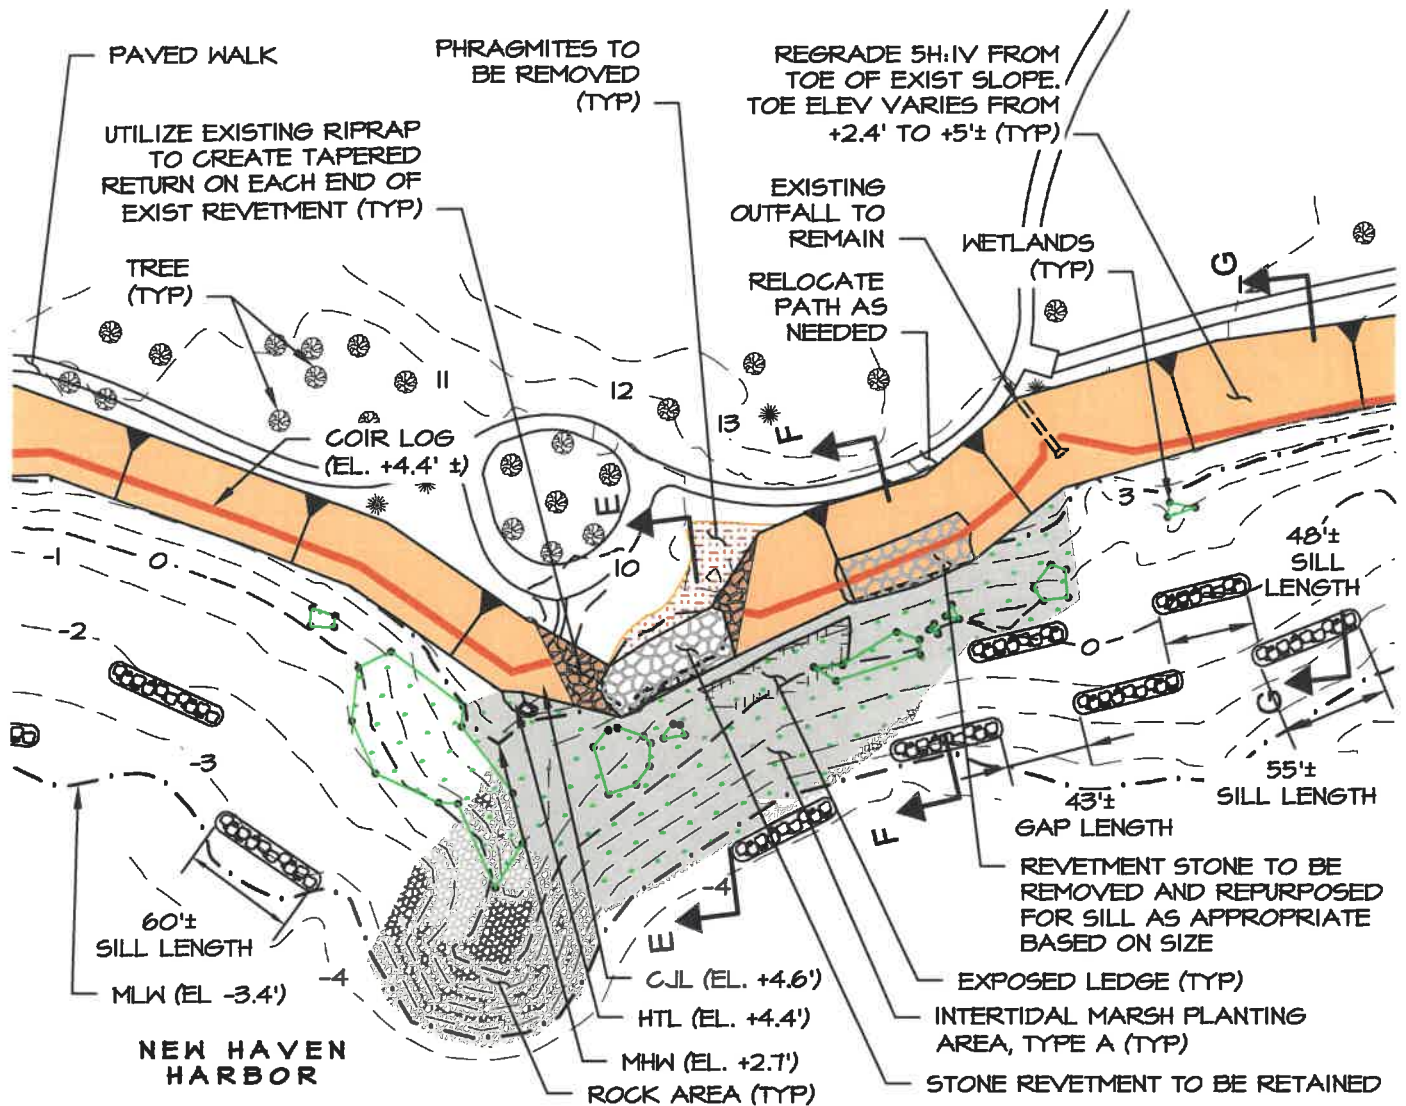 PAVED WALK
PHRAGMITES TO
BE REMOVED
(TYP)
REGRADE 5H:1V FROM
TOE OF EXIST SLOPE.
TOE ELEV VARIES FROM
+2.4' TO +5'± (TYP)
UTILIZE EXISTING RIPRAP
TO CREATE TAPERED
RETURN ON EACH END OF
EXIST REVETMENT (TYP)
EXISTING
OUTFALL TO
REMAIN
WETLANDS
(TYP)
TREE
(TYP)
RELOCATE
PATH AS
NEEDED
G
11
11
12
13
F
COIR LOG
(EL. +4.4' ±)
E
10
3
0
-1
-2
-3
-4
48'±
SILL
LENGTH
0
G
55'±
SILL LENGTH
43'±
GAP LENGTH
F
-4
E
60'±
SILL LENGTH
MLW (EL -3.4')
NEW HAVEN
HARBOR
REVETMENT STONE TO BE
REMOVED AND REPURPOSED
FOR SILL AS APPROPRIATE
BASED ON SIZE
CJL (EL. +4.6')
EXPOSED LEDGE (TYP)
HTL (EL. +4.4')
INTERTIDAL MARSH PLANTING
AREA, TYPE A (TYP)
MHW (EL. +2.7')
ROCK AREA (TYP)
STONE REVETMENT TO BE RETAINED